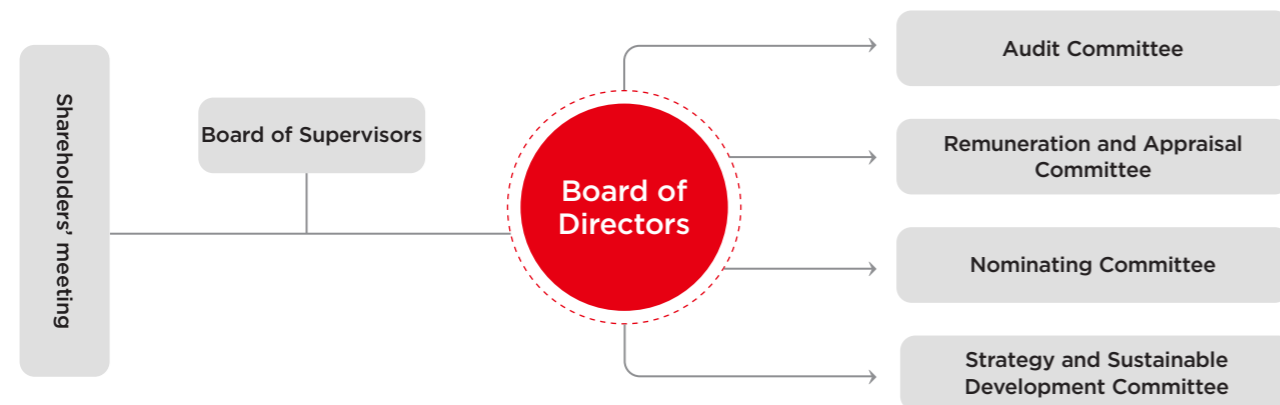 Shareholders' meeting
Board of Supervisors
Board of
Directors
Audit Committee
Remuneration and Appraisal
Committee
Nominating Committee
Strategy and Sustainable
Development Committee